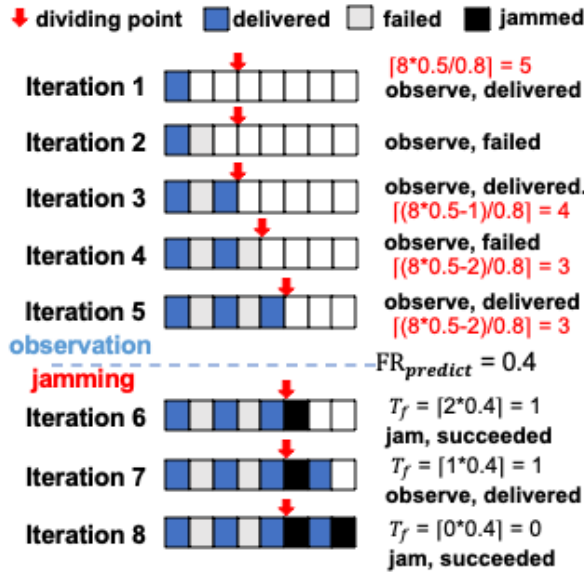 dividing point delivered failed jammed
⌈8*0.5/0.8⌉ = 5
Iteration 1 observe, delivered
Iteration 2 observe, failed
Iteration 3 observe, delivered.
⌈(8*0.5-1)/0.8⌉ = 4
Iteration 4 observe, failed
⌈(8*0.5-2)/0.8⌉ = 3
Iteration 5 observe, delivered
⌈(8*0.5-2)/0.8⌉ = 3
observation
FR_predict = 0.4
jamming
Iteration 6 T_f = ⌈2*0.4⌉ = 1
jam, succeeded
Iteration 7 T_f = ⌈1*0.4⌉ = 1
observe, delivered
Iteration 8 T_f = ⌈0*0.4⌉ = 0
jam, succeeded